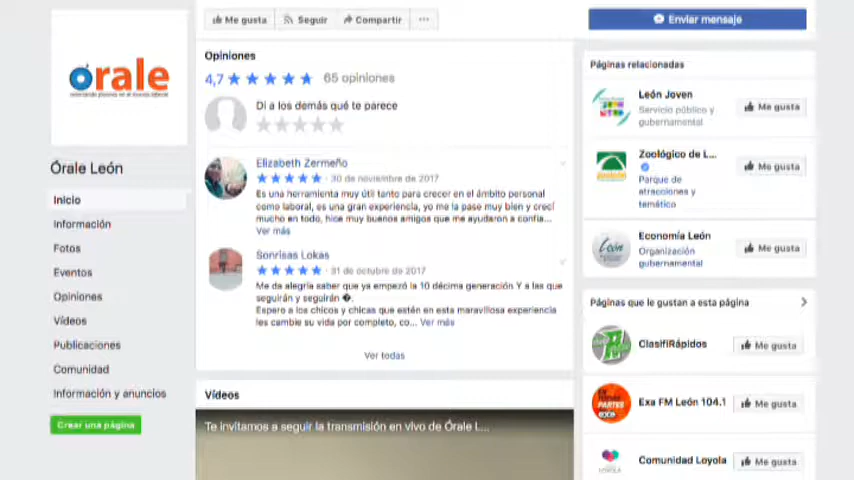 Me gusta
Seguir
Compartir
Enviar mensaje
Órale
Órale León
Inicio
Información
Fotos
Eventos
Opiniones
Vídeos
Publicaciones
Comunidad
Información y anuncios
Crear una página
Opiniones
4,7
65 opiniones
Di a los demás qué te parece
Elizabeth Zermeño
30 de noviembre de 2017
Es una herramienta muy útil tanto para crecer en el ámbito personal
como laboral, es una gran experiencia, yo me la pase muy bien y crecí
mucho en todo, hice muy buenos amigos que me ayudaron a confia...
Ver más
Sonrisas Lokas
31 de octubre de 2017
Me da alegría saber que ya empezó la 10 décima generación Y a las que
seguirán y seguirán �.
Espero a los chicos y chicas que estén en esta maravillosa experiencia
les cambie su vida por completo, co... Ver más
Ver todas
Vídeos
Te invitamos a seguir la transmisión en vivo de Órale L...
Páginas relacionadas
León Joven
Servicio público y
gubernamental
Me gusta
Zoológico de L...
Parque de
atracciones y
temático
Me gusta
León
Economía León
Organización
gubernamental
Me gusta
Páginas que le gustan a esta página
ClasifiRápidos
Me gusta
Exa FM León 104.1
Me gusta
Comunidad Loyola
Me gusta